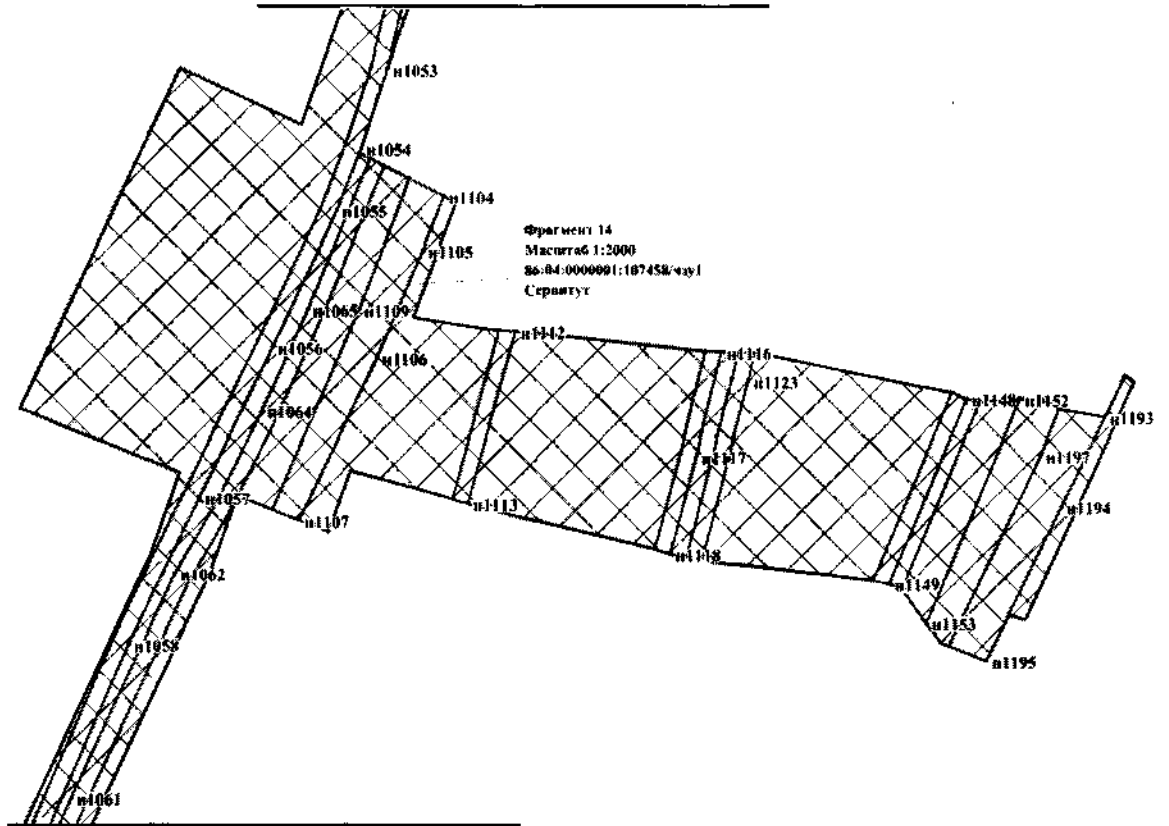 н1053
н1054
н1104
н1055
Фрагмент 14
Масштаб 1:2000
86:04:0000001:107458/чзу1
Сервитут
н1105
н1065
н1109
н1112
н1056
н1106
н1116
н1123
н1064
н1148
н1152
н1193
н1117
н1197
н1057
н1113
н1194
н1107
н1118
н1062
н1149
н1153
н1058
н1195
н1061